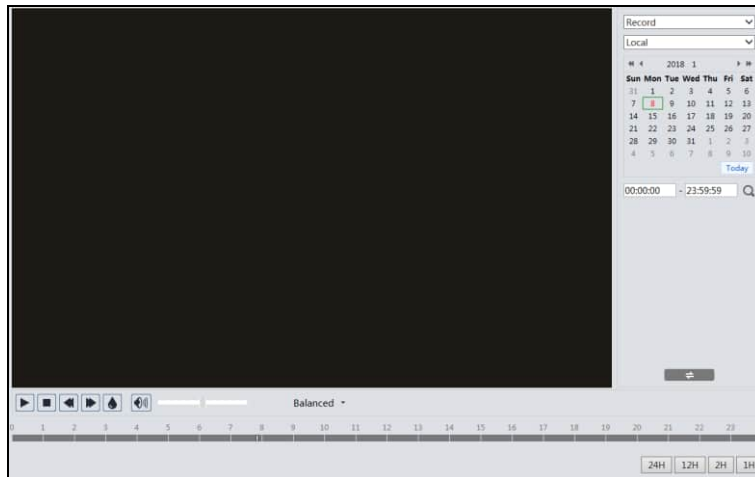 Record
Local
2018 1
Sun Mon Tue Wed Thu Fri Sat
31 1 2 3 4 5 6
7 8 9 10 11 12 13
14 15 16 17 18 19 20
21 22 23 24 25 26 27
28 29 30 31 1 2 3
4 5 6 7 8 9 10
Today
00:00:00 - 23:59:59
Balanced
0 1 2 3 4 5 6 7 8 9 10 11 12 13 14 15 16 17 18 19 20 21 22 23
24H 12H 2H 1H